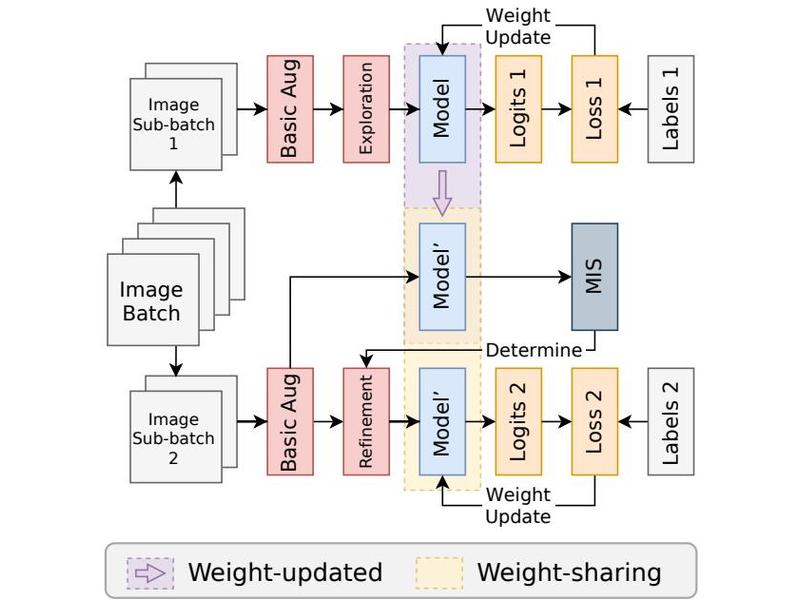 Weight
Update
Image
Sub-batch
1
Basic Aug
Exploration
Model
Logits 1
Loss 1
Labels 1
Image
Batch
Model′
MIS
Determine
Image
Sub-batch
2
Basic Aug
Refinement
Model′
Logits 2
Loss 2
Labels 2
Weight
Update
Weight-updated
Weight-sharing